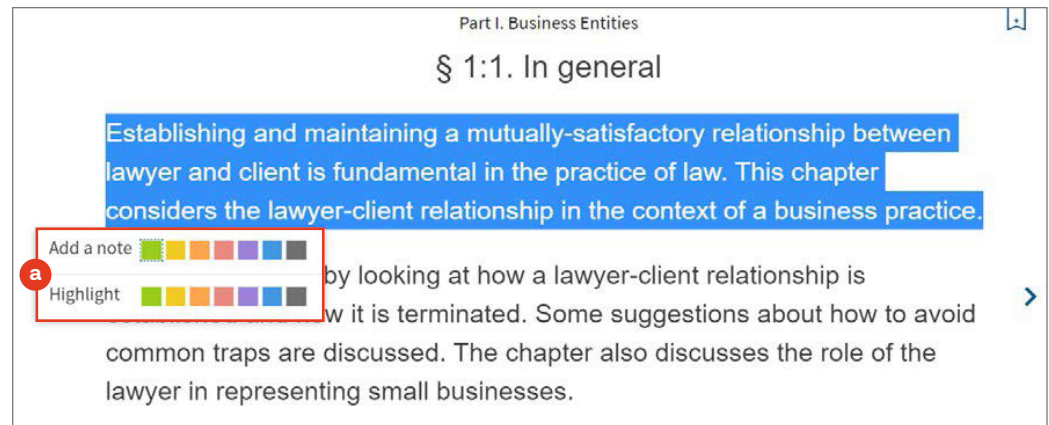 Part I. Business Entities
§ 1:1. In general
Establishing and maintaining a mutually-satisfactory relationship between
lawyer and client is fundamental in the practice of law. This chapter
considers the lawyer-client relationship in the context of a business practice.
Add a note
a
Highlight
by looking at how a lawyer-client relationship is
it is terminated. Some suggestions about how to avoid
common traps are discussed. The chapter also discusses the role of the
lawyer in representing small businesses.